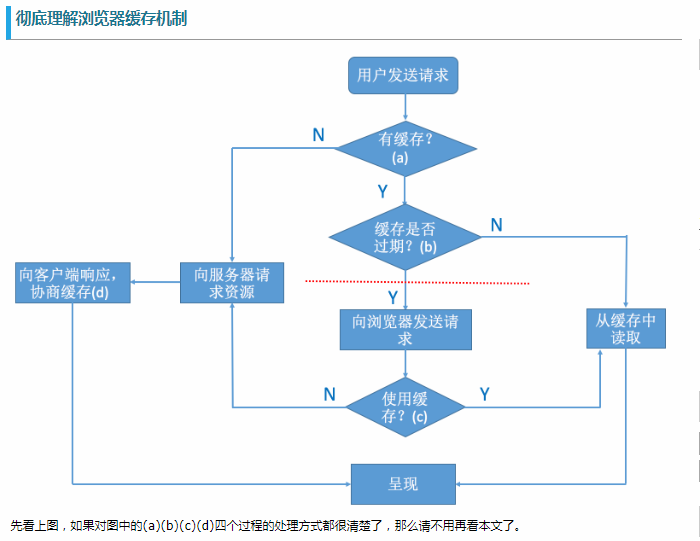 彻底理解浏览器缓存机制
用户发送请求
N
有缓存？
(a)
Y
缓存是否
过期？(b)
N
向客户端响应，
协商缓存(d)
向服务器请
求资源
Y
向浏览器发送请
求
从缓存中
读取
N
使用缓
存？(c)
Y
呈现
先看上图，如果对图中的(a)(b)(c)(d)四个过程的处理方式都很清楚了，那么请不用再看本文了。